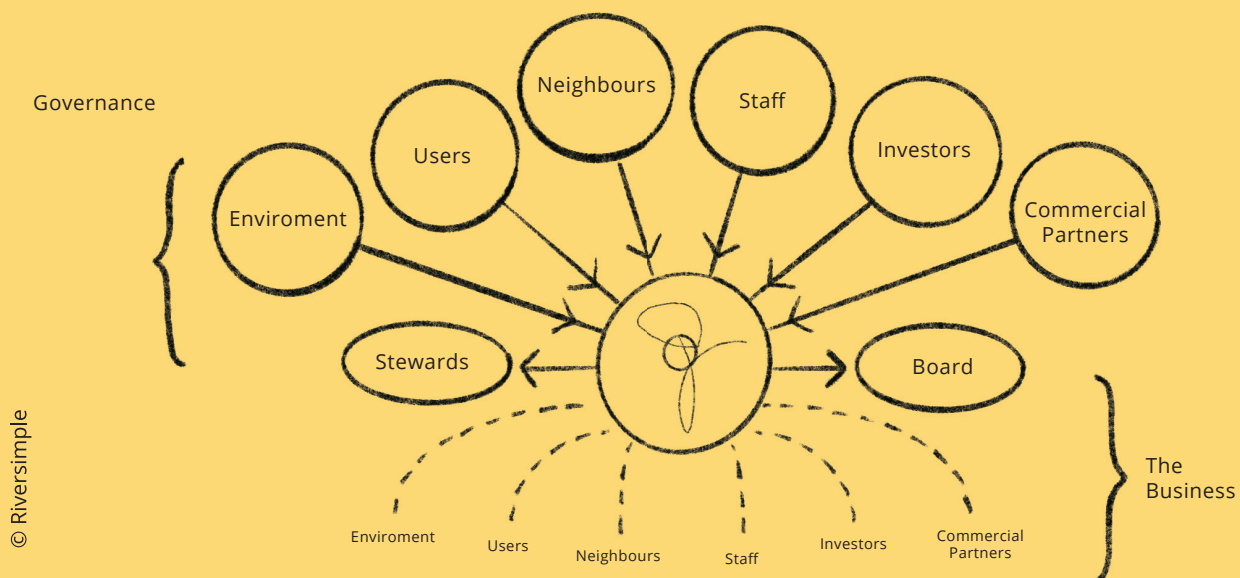 Governance
Neighbours
Staff
Users
Investors
Enviroment
Commercial
Partners
Stewards
Board
The
Business
Enviroment
Users
Neighbours
Staff
Investors
Commercial
Partners
© Riversimple